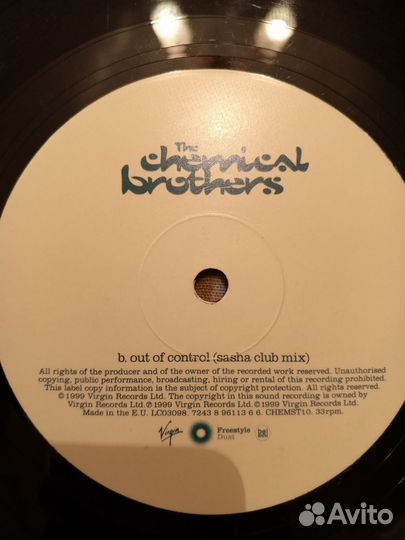 The
chemical
brothers
b. out of control (sasha club mix)
All rights of the producer and of the owner of the recorded work reserved. Unauthorised
copying, public performance, broadcasting, hiring or rental of this recording prohibited.
This label copy information is the subject of copyright protection. All rights reserved.
©1999 Virgin Records Ltd. The copyright in this sound recording is owned by
Virgin Records Ltd. ℗1999 Virgin Records Ltd. ©1999 Virgin Records Ltd.
Made in the E.U. LC03098. 7243 8 96113 6 6. CHEMST10. 33rpm.
Virgin Freestyle
Dust
Avito